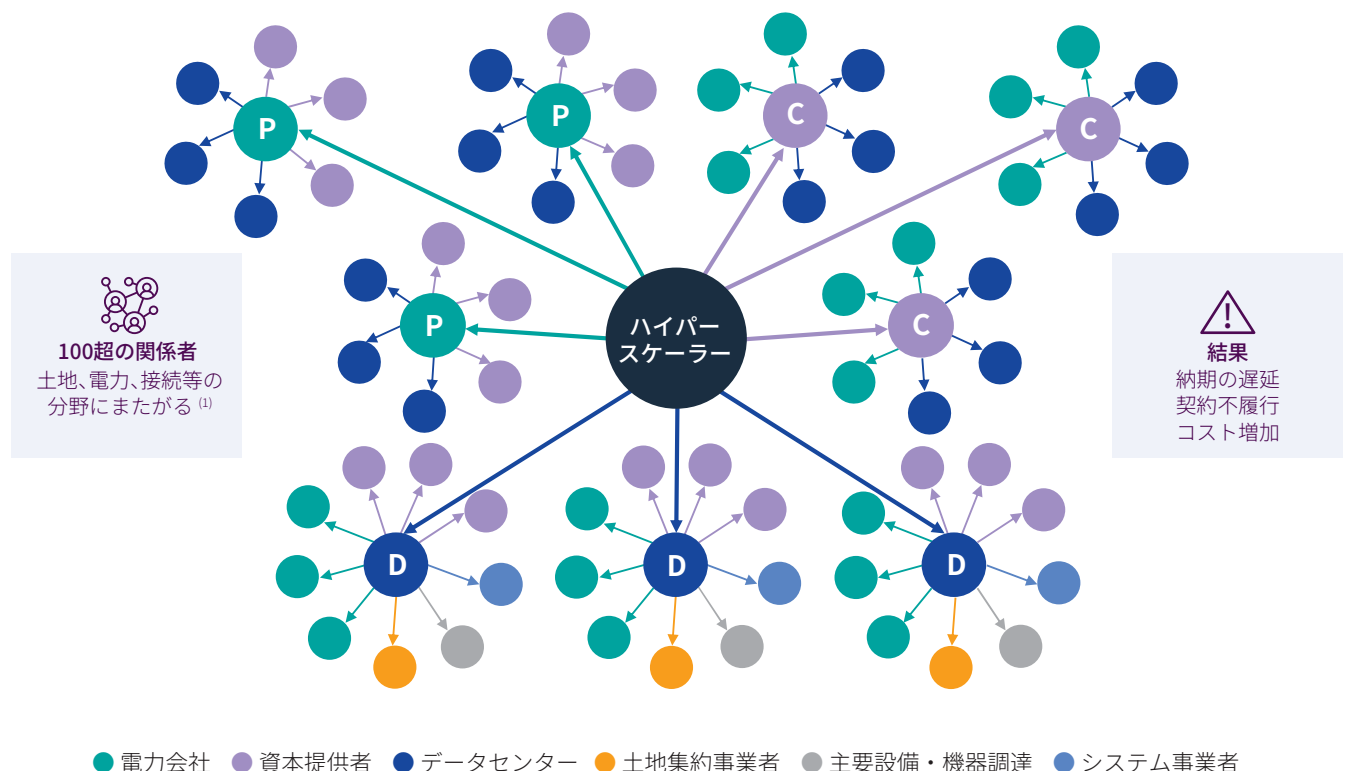 P
P
C
C
P
C
ハイパー
スケーラー
100超の関係者
土地、電力、接続等の
分野にまたがる (1)
結果
納期の遅延
契約不履行
コスト増加
D
D
D
電力会社
資本提供者
データセンター
土地集約事業者
主要設備・機器調達
システム事業者